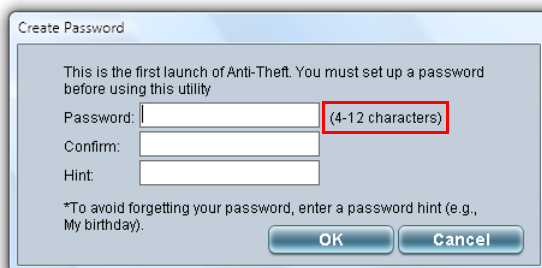 Create Password
This is the first launch of Anti-Theft. You must set up a password
before using this utility
Password: (4-12 characters)
Confirm:
Hint:
*To avoid forgetting your password, enter a password hint (e.g.,
My birthday).
OK Cancel